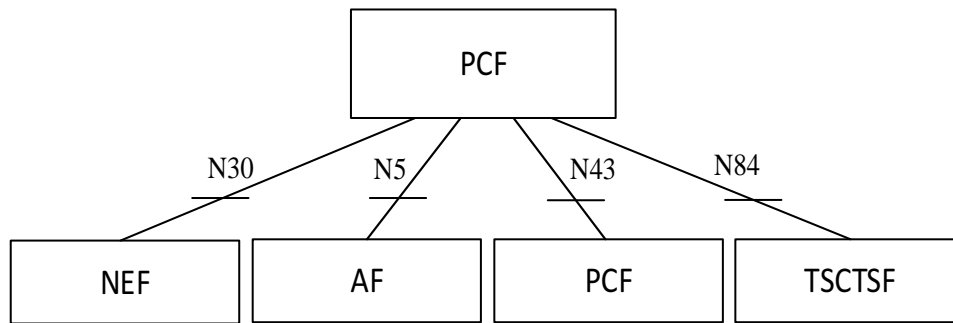 PCF
N30
N5
N43
N84
NEF
AF
PCF
TSCTSF